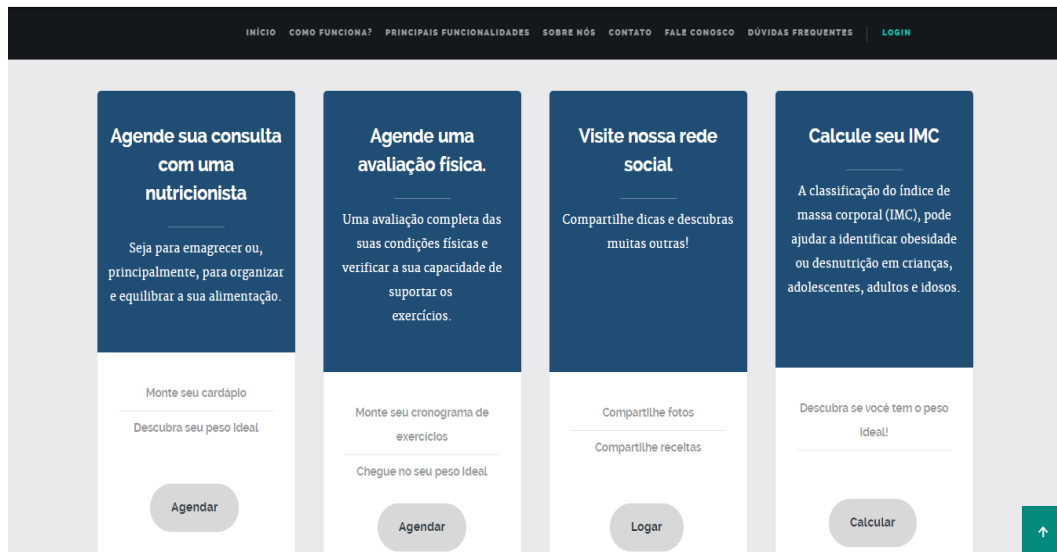 INÍCIO COMO FUNCIONA? PRINCIPAIS FUNCIONALIDADES SOBRE NÓS CONTATO FALE CONOSCO DÚVIDAS FREQUENTES LOGIN
Agende sua consulta
com uma
nutricionista
Seja para emagrecer ou,
principalmente, para organizar
e equilibrar a sua alimentação.
Monte seu cardápio
Descubra seu peso ideal
Agendar
Agende uma
avaliação física.
Uma avaliação completa das
suas condições físicas e
verificar a sua capacidade de
suportar os
exercícios.
Monte seu cronograma de
exercícios
Chegue no seu peso ideal
Agendar
Visite nossa rede
social
Compartilhe dicas e descubras
muitas outras!
Compartilhe fotos
Compartilhe receitas
Logar
Calcule seu IMC
A classificação do índice de
massa corporal (IMC), pode
ajudar a identificar obesidade
ou desnutrição em crianças,
adolescentes, adultos e idosos.
Descubra se você tem o peso
ideal!
Calcular